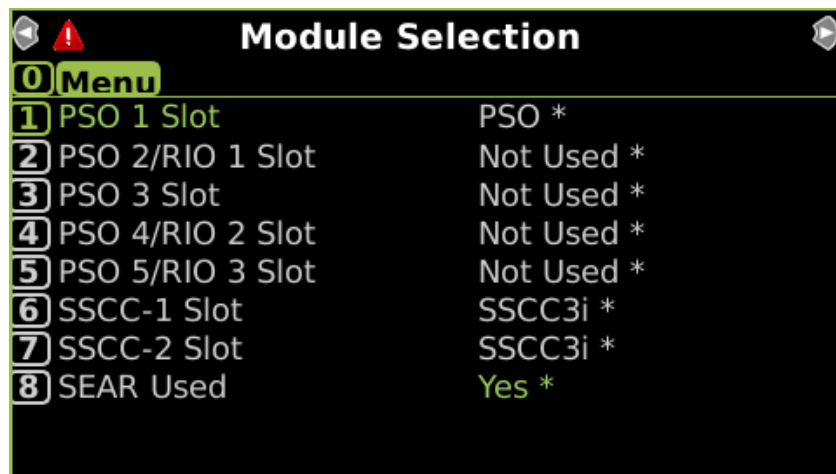 Module Selection
0 Menu
1 PSO 1 Slot PSO *
2 PSO 2/RIO 1 Slot Not Used *
3 PSO 3 Slot Not Used *
4 PSO 4/RIO 2 Slot Not Used *
5 PSO 5/RIO 3 Slot Not Used *
6 SSCC-1 Slot SSCC3i *
7 SSCC-2 Slot SSCC3i *
8 SEAR Used Yes *